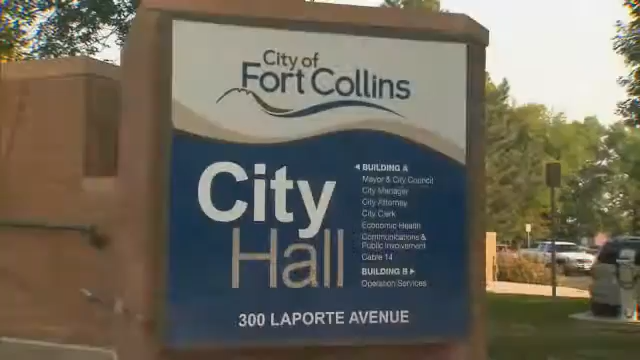 City of
Fort Collins
City
Hall
BUILDING A
Mayor & City Council
City Manager
City Attorney
City Clerk
Economic Health
Communications &
Public Involvement
Cable 14
BUILDING B
Operation Services
300 LAPORTE AVENUE